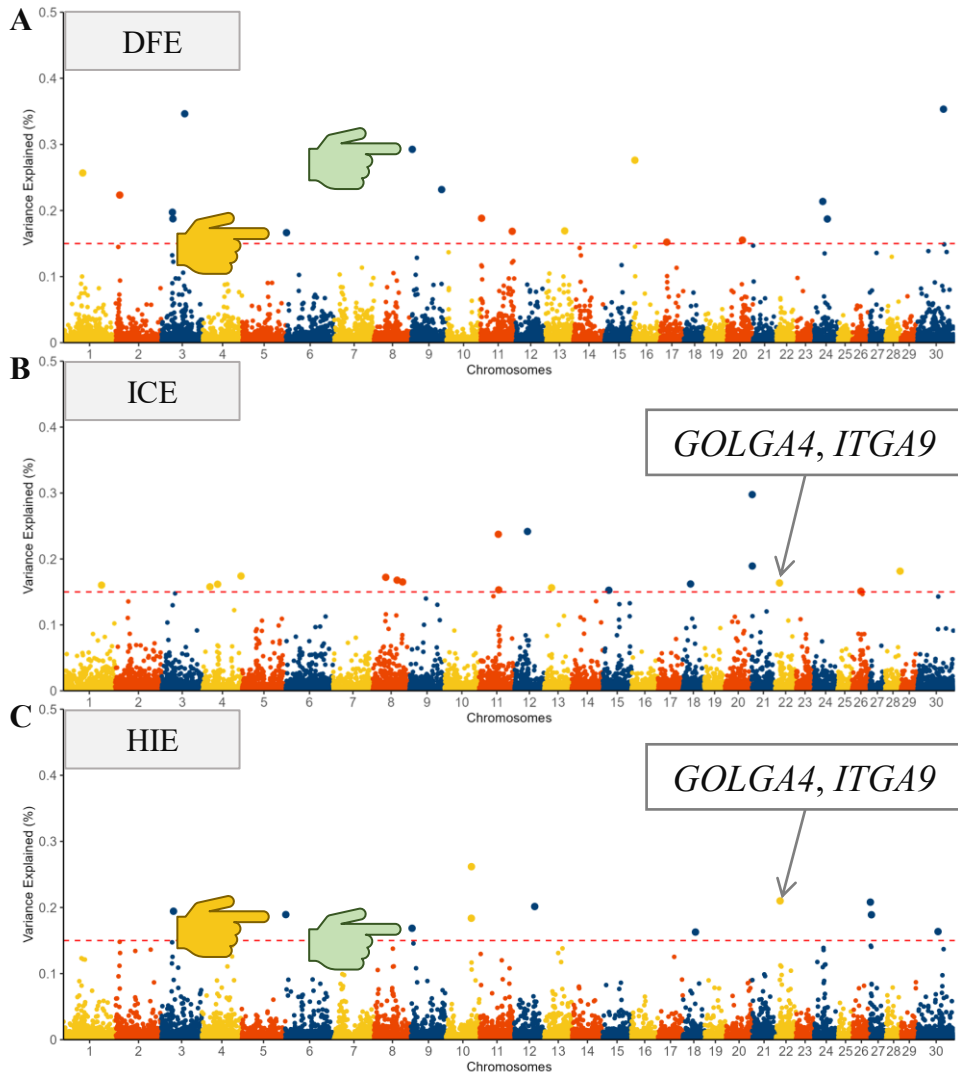 A
DFE
Variance Explained (%)
0.5
0.4
0.3
0.2
0.1
0
1 2 3 4 5 6 7 8 9 10 11 12 13 14 15 16 17 18 19 20 21 22 23 24 25 26 27 28 29 30
Chromosomes
B
ICE
GOLGA4, ITGA9
Variance Explained (%)
0.5
0.4
0.3
0.2
0.1
0
1 2 3 4 5 6 7 8 9 10 11 12 13 14 15 16 17 18 19 20 21 22 23 24 25 26 27 28 29 30
Chromosomes
C
HIE
GOLGA4, ITGA9
Variance Explained (%)
0.5
0.4
0.3
0.2
0.1
0
1 2 3 4 5 6 7 8 9 10 11 12 13 14 15 16 17 18 19 20 21 22 23 24 25 26 27 28 29 30
Chromosomes